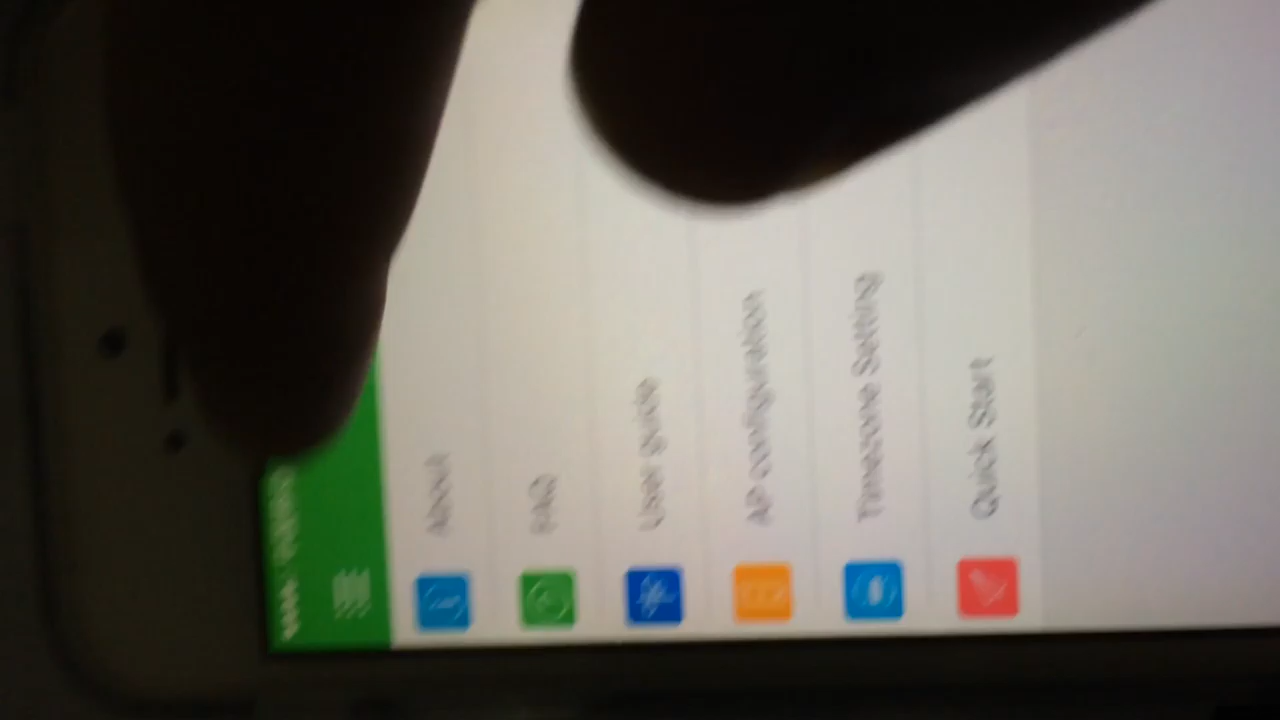 About
FAQ
User guide
AP configuration
Timezone Setting
Quick Start